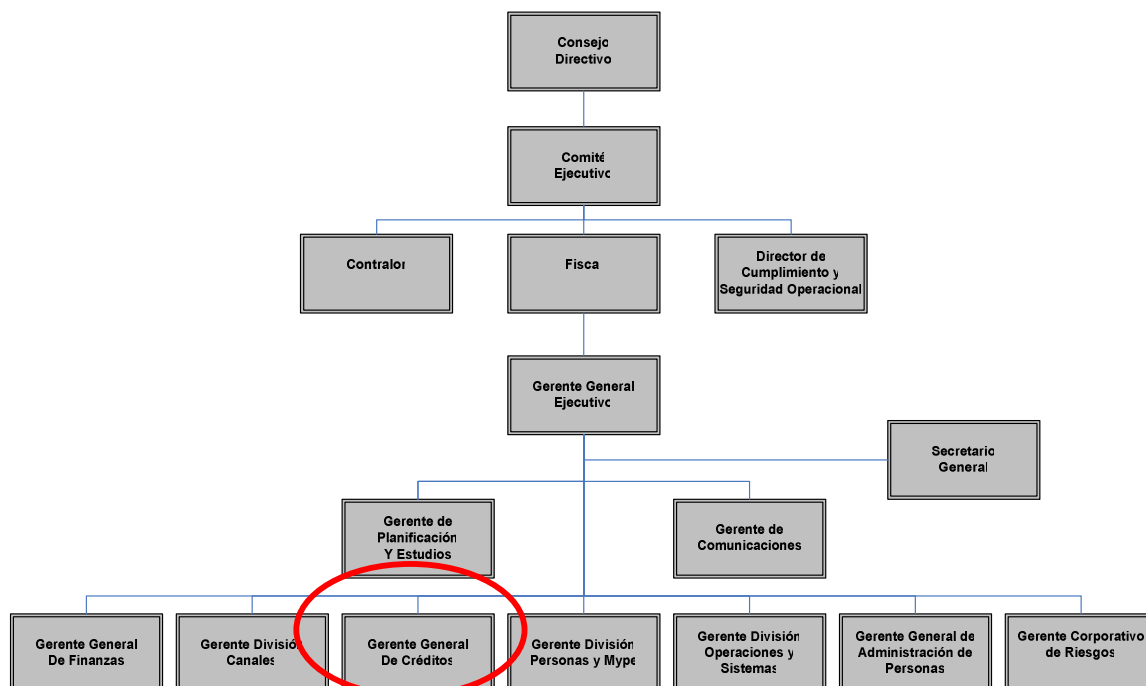 Consejo
Directivo
Comité
Ejecutivo
Contralor
Fisca
Director de
Cumplimiento y
Seguridad Operacional
Gerente General
Ejecutivo
Secretario
General
Gerente de
Planificación
Y Estudios
Gerente de
Comunicaciones
Gerente General
De Finanzas
Gerente División
Canales
Gerente General
De Créditos
Gerente División
Personas y Mype
Gerente División
Operaciones y
Sistemas
Gerente General de
Administración de
Personas
Gerente Corporativo
de Riesgos